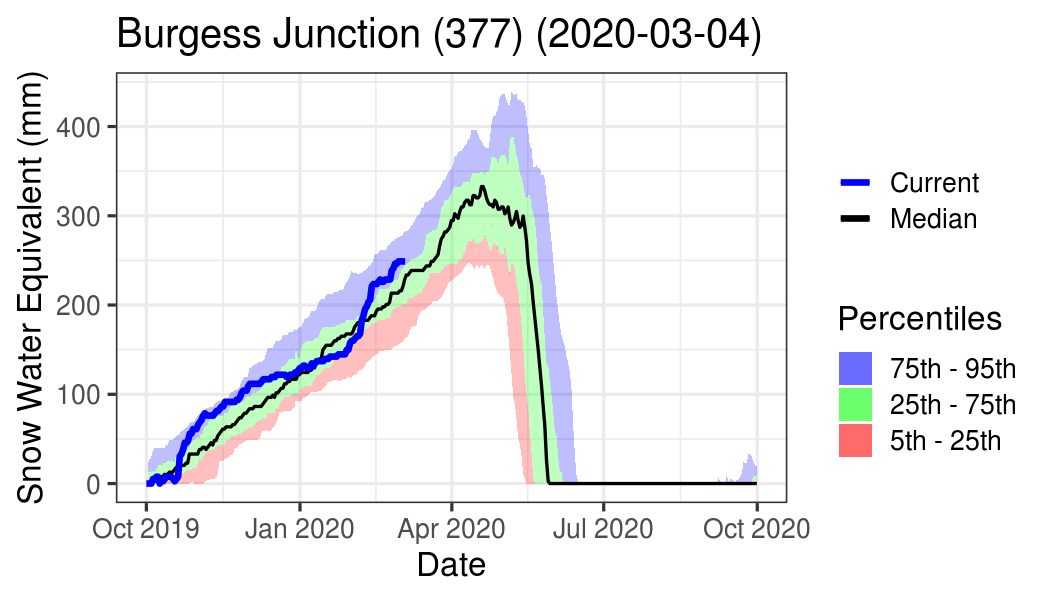 Burgess Junction (377) (2020-03-04)
Snow Water Equivalent (mm)
400
300
200
100
0
Oct 2019
Jan 2020
Apr 2020
Jul 2020
Oct 2020
Date
Current
Median
Percentiles
75th - 95th
25th - 75th
5th - 25th